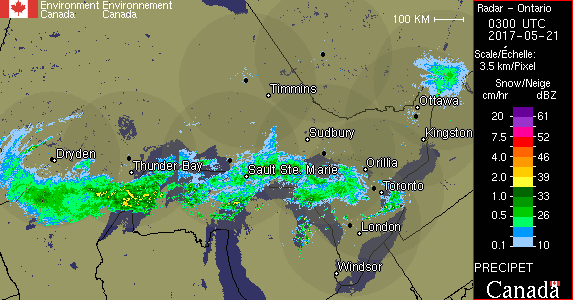 Environment Environnement
Canada Canada
100 KM
Timmins
Ottawa
Sudbury
Kingston
Dryden
Thunder Bay
Sault Ste. Marie
Orillia
Toronto
London
Windsor
Radar - Ontario
0300 UTC
2017-05-21
Scale/Échelle:
3.5 km/Pixel
Snow/Neige
cm/hr dBZ
20 61
7.5 57
5.5 52
4.0 46
2.0 39
1.0 33
0.5 26
0.1 10
PRECIPET
Canada